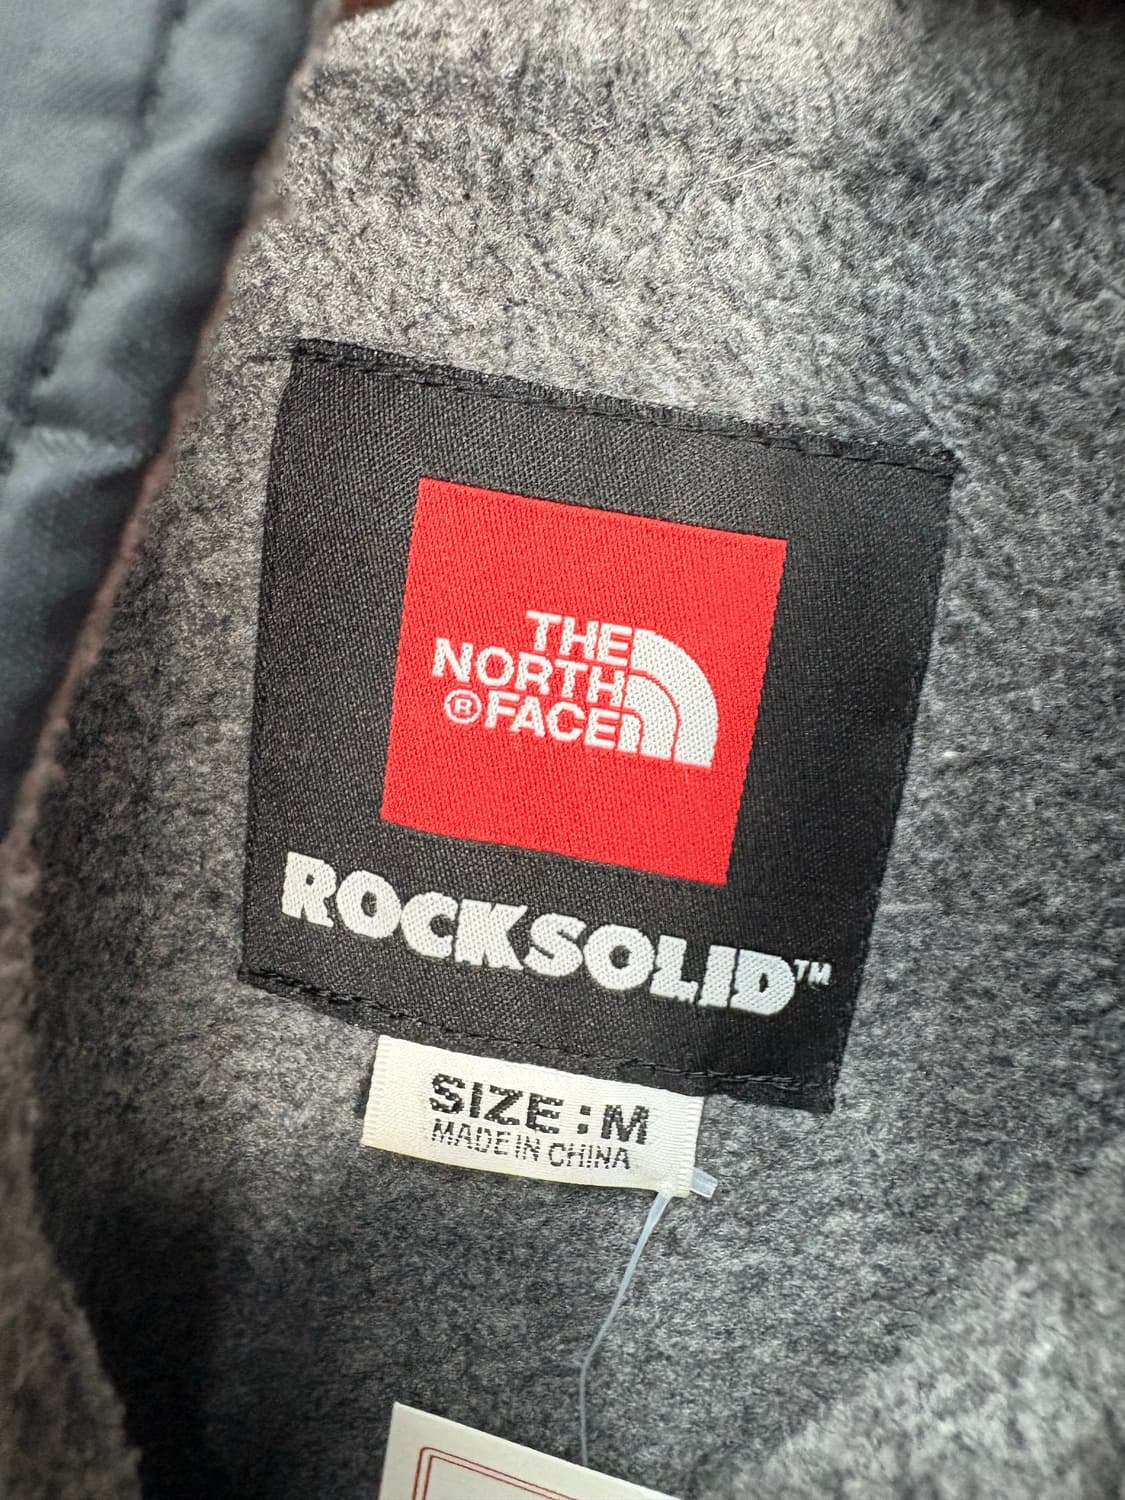 THE
NORTH
®FACE
ROCKSOLID™
SIZE:M
MADE IN CHINA